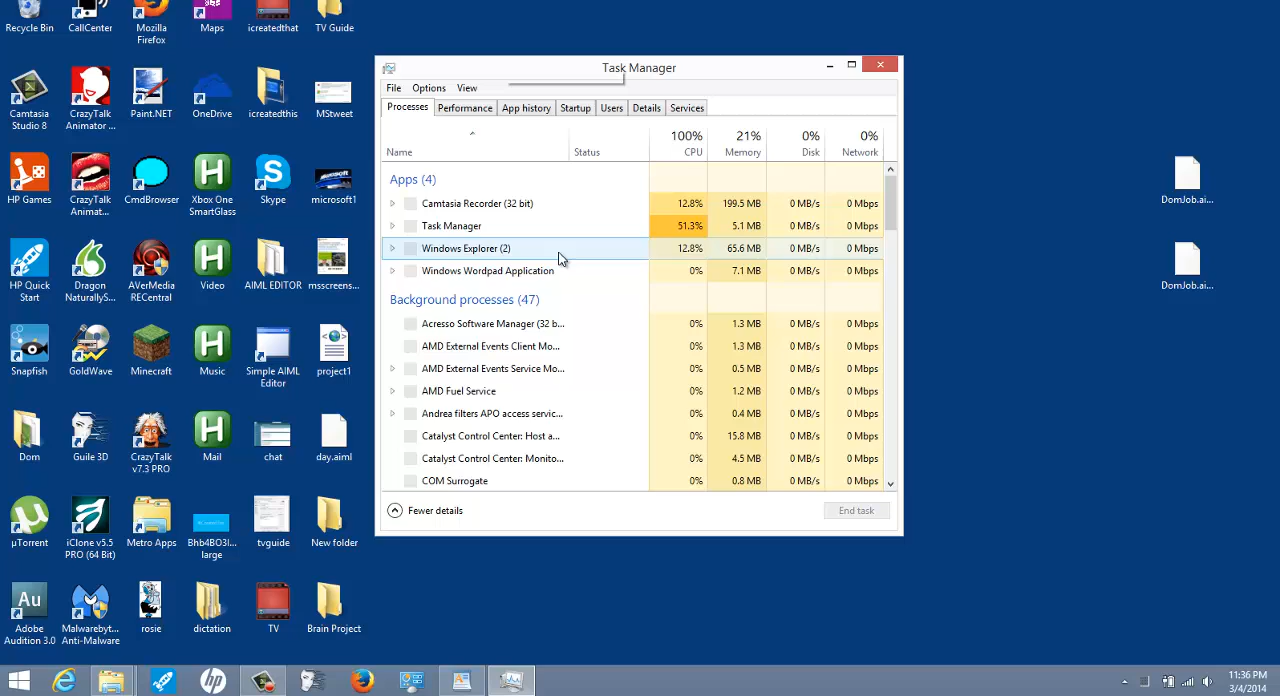 Recycle Bin
CallCenter
Mozilla
Firefox
Maps
icreatedthat
TV Guide
Camtasia
Studio 8
CrazyTalk
Animator ...
Paint.NET
OneDrive
icreatedthis
MStweet
HP Games
CrazyTalk
Animat...
CmdBrowser
Xbox One
SmartGlass
Skype
microsoft1
HP Quick
Start
Dragon
NaturallyS...
AVerMedia
RECentral
Video
AIML EDITOR
msscreens...
Snapfish
GoldWave
Minecraft
Music
Simple AIML
Editor
project1
Dom
Guile 3D
CrazyTalk
v7.3 PRO
Mail
chat
day.aiml
µTorrent
iClone v5.5
PRO (64 Bit)
Metro Apps
Bhb4BO3I...
large
tvguide
New folder
Adobe
Audition 3.0
Malwarebyt...
Anti-Malware
rosie
dictation
TV
Brain Project
Task Manager
File Options View
Processes Performance App history Startup Users Details Services
100% 21% 0% 0%
Name Status CPU Memory Disk Network
Apps (4)
Camtasia Recorder (32 bit) 12.8% 199.5 MB 0 MB/s 0 Mbps
Task Manager 51.3% 5.1 MB 0 MB/s 0 Mbps
Windows Explorer (2) 12.8% 65.6 MB 0 MB/s 0 Mbps
Windows Wordpad Application 0% 7.1 MB 0 MB/s 0 Mbps
Background processes (47)
Acresso Software Manager (32 b... 0% 1.3 MB 0 MB/s 0 Mbps
AMD External Events Client Mo... 0% 1.3 MB 0 MB/s 0 Mbps
AMD External Events Service Mo... 0% 0.5 MB 0 MB/s 0 Mbps
AMD Fuel Service 0% 1.2 MB 0 MB/s 0 Mbps
Andrea filters APO access servic... 0% 0.4 MB 0 MB/s 0 Mbps
Catalyst Control Center: Host a... 0% 15.8 MB 0 MB/s 0 Mbps
Catalyst Control Center: Monito... 0% 4.5 MB 0 MB/s 0 Mbps
COM Surrogate 0% 0.8 MB 0 MB/s 0 Mbps
Fewer details End task
DomJob.ai...
DomJob.ai...
11:36 PM
3/4/2014